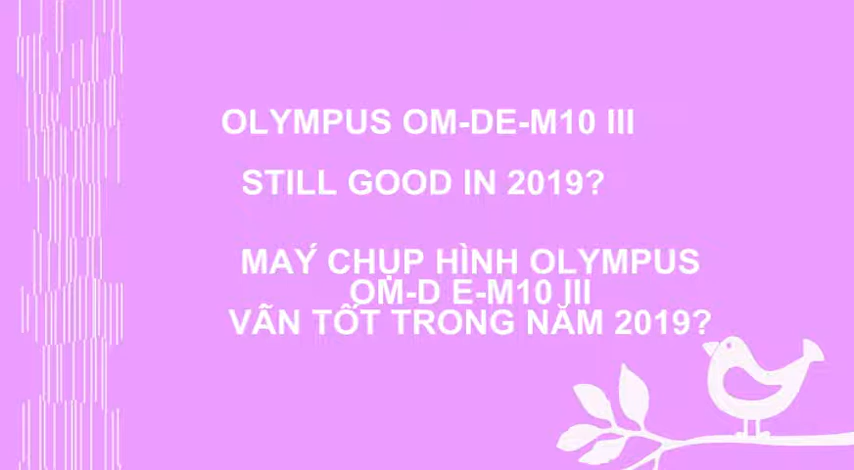 OLYMPUS OM-DE-M10 III
STILL GOOD IN 2019?
MAÝ CHỤP HÌNH OLYMPUS
OM-D E-M10 III
VẪN TỐT TRONG NĂM 2019?